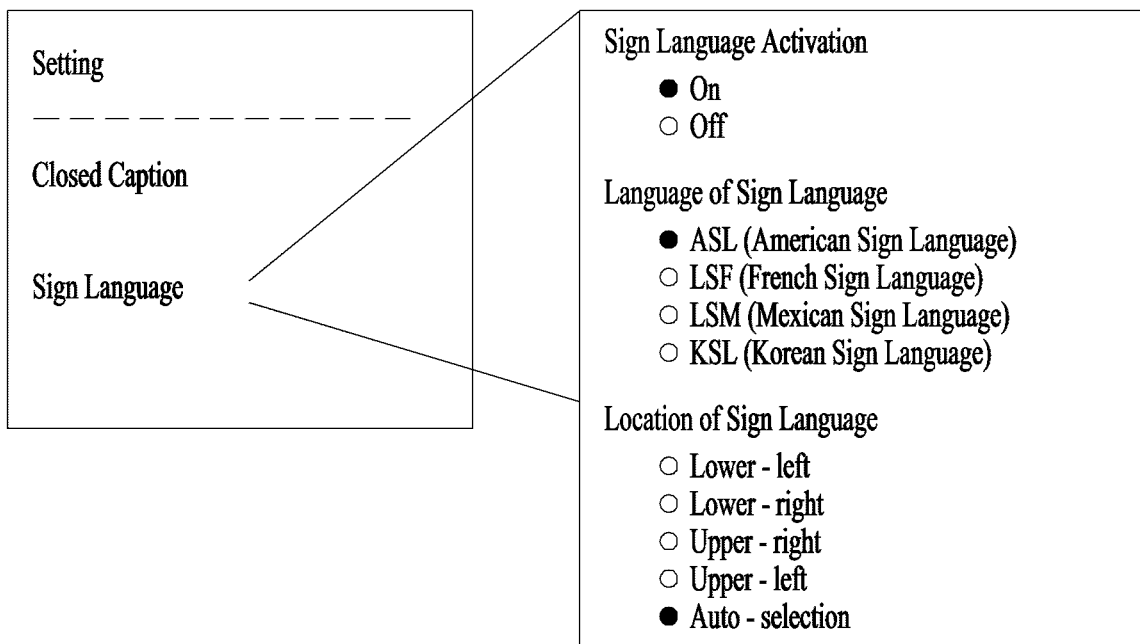 Setting
Closed Caption
Sign Language
Sign Language Activation
On
Off
Language of Sign Language
ASL (American Sign Language)
LSF (French Sign Language)
LSM (Mexican Sign Language)
KSL (Korean Sign Language)
Location of Sign Language
Lower - left
Lower - right
Upper - right
Upper - left
Auto - selection